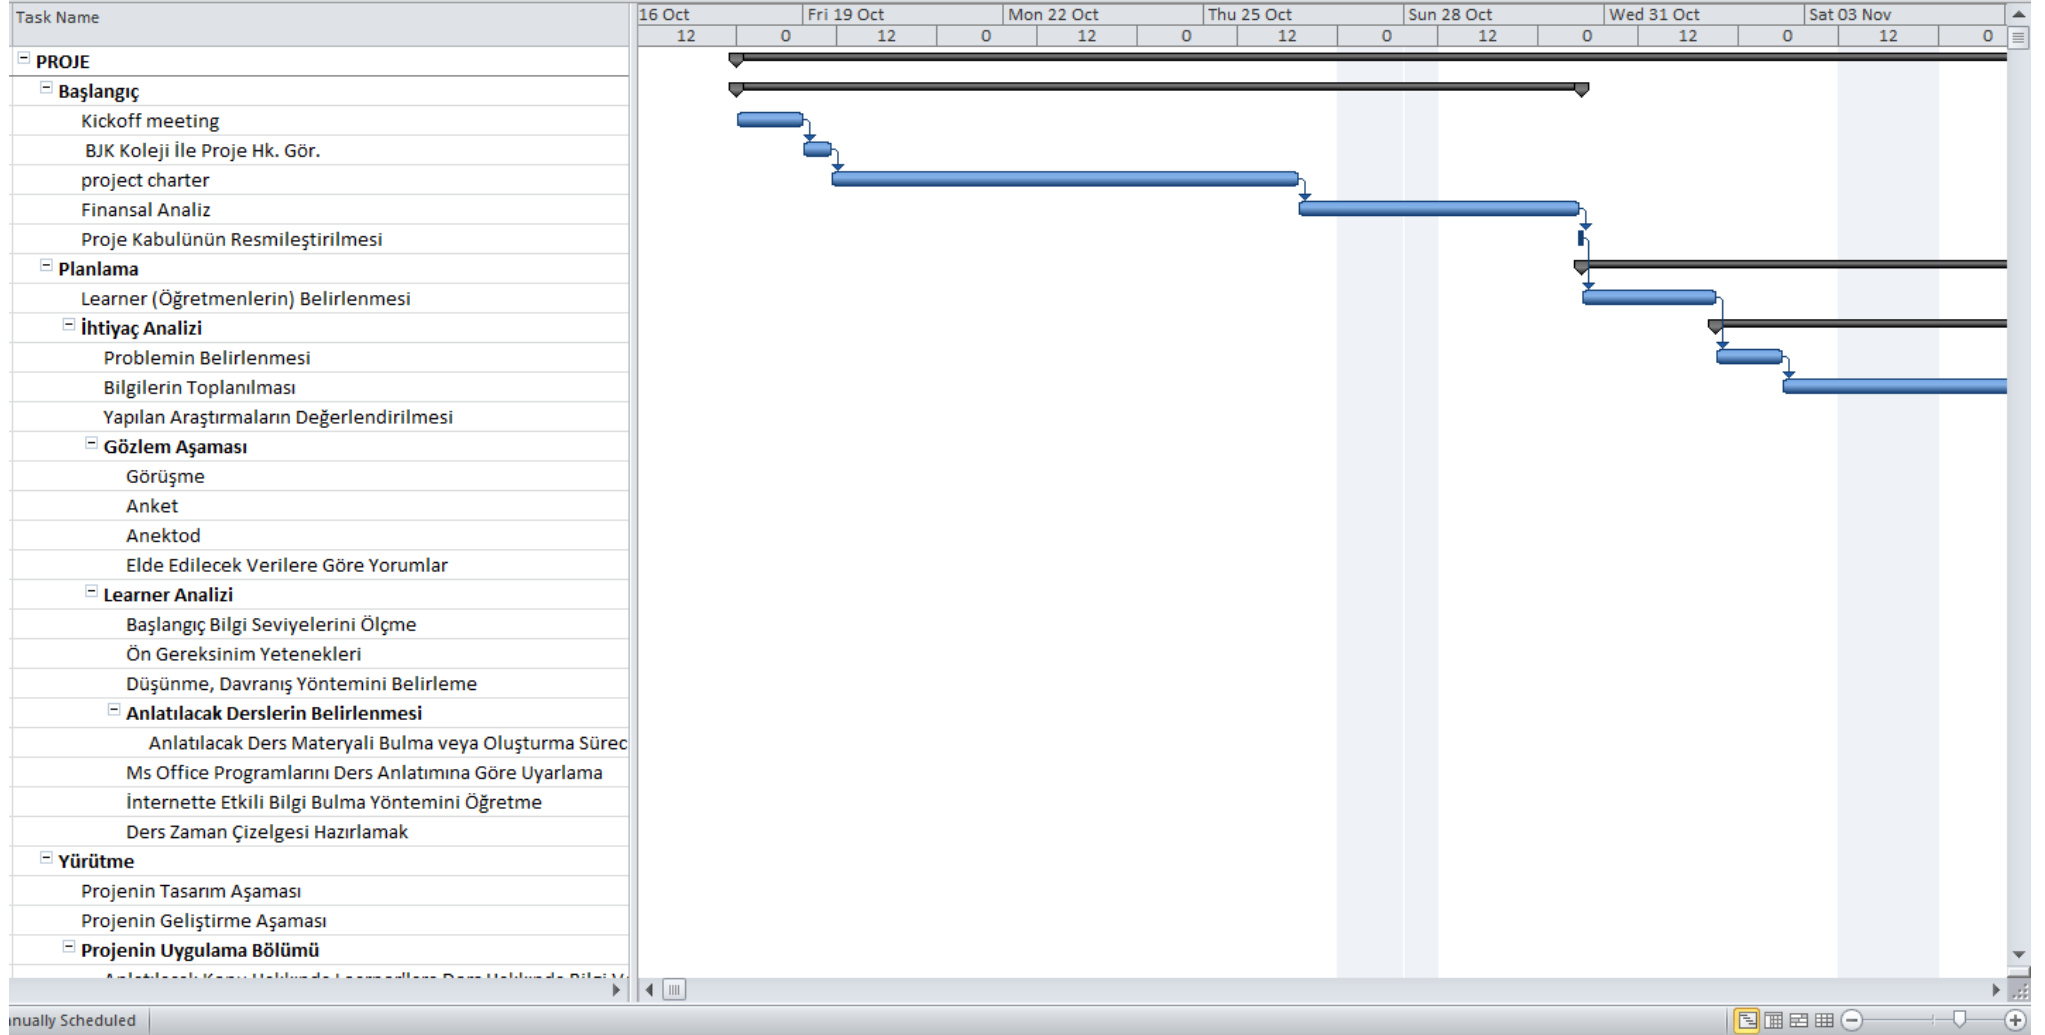 Task Name
16 Oct Fri 19 Oct Mon 22 Oct Thu 25 Oct Sun 28 Oct Wed 31 Oct Sat 03 Nov
12 0 12 0 12 0 12 0 12 0 12 0 12 0
PROJE
Başlangıç
Kickoff meeting
BJK Koleji İle Proje Hk. Gör.
project charter
Finansal Analiz
Proje Kabulünün Resmileştirilmesi
Planlama
Learner (Öğretmenlerin) Belirlenmesi
İhtiyaç Analizi
Problemin Belirlenmesi
Bilgilerin Toplanılması
Yapılan Araştırmaların Değerlendirilmesi
Gözlem Aşaması
Görüşme
Anket
Anektod
Elde Edilecek Verilere Göre Yorumlar
Learner Analizi
Başlangıç Bilgi Seviyelerini Ölçme
Ön Gereksinim Yetenekleri
Düşünme, Davranış Yöntemini Belirleme
Anlatılacak Derslerin Belirlenmesi
Anlatılacak Ders Materyali Bulma veya Oluşturma Sürec
Ms Office Programlarını Ders Anlatımına Göre Uyarlama
İnternette Etkili Bilgi Bulma Yöntemini Öğretme
Ders Zaman Çizelgesi Hazırlamak
Yürütme
Projenin Tasarım Aşaması
Projenin Geliştirme Aşaması
Projenin Uygulama Bölümü
nually Scheduled